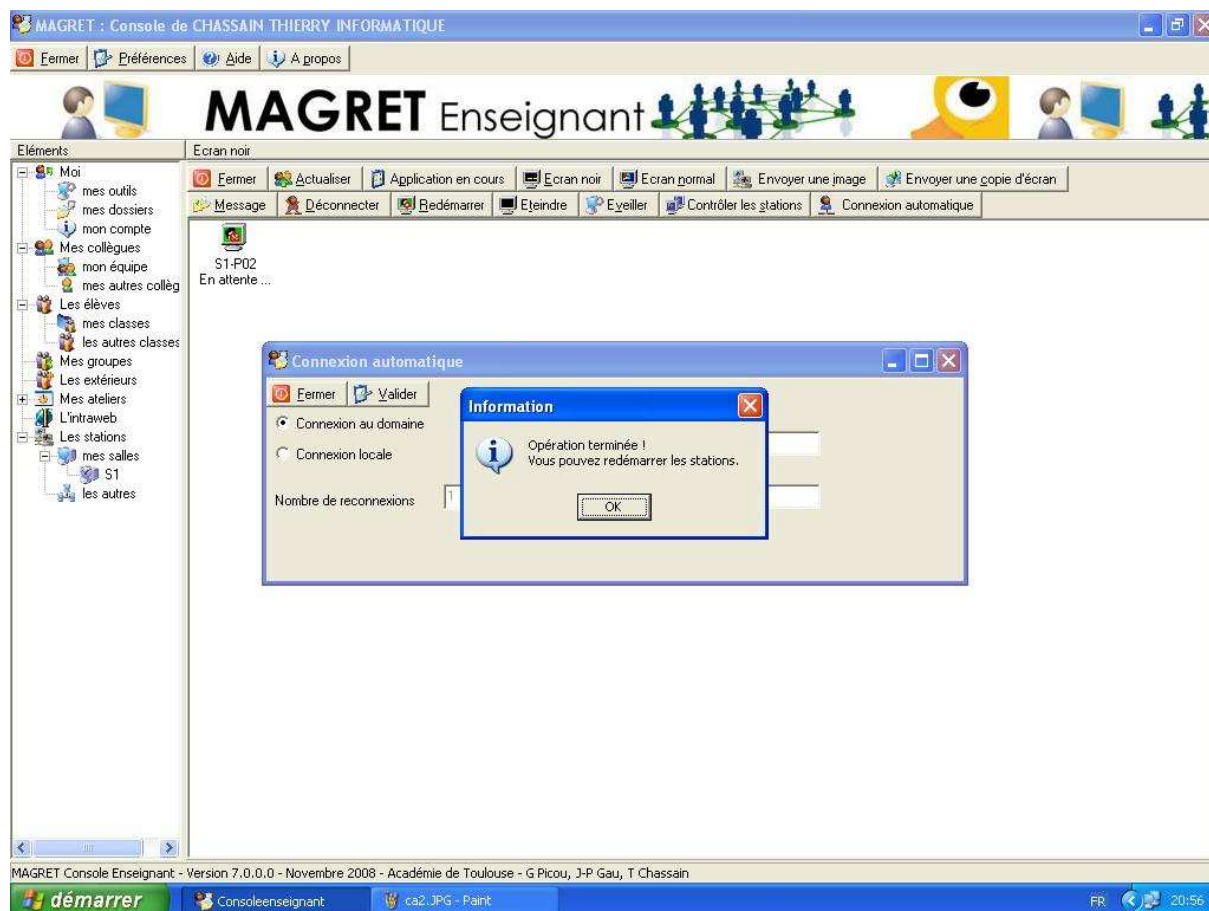 MAGRET : Console de CHASSAIN THIERRY INFORMATIQUE
Fermer Préférences Aide A propos
MAGRET Enseignant
Eléments
Ecran noir
Moi
mes outils
mes dossiers
mon compte
Mes collègues
mon équipe
mes autres collèg
Les élèves
mes classes
les autres classes
Mes groupes
Les extérieurs
Mes ateliers
L'intraweb
Les stations
mes salles
S1
les autres
Fermer Actualiser Application en cours Ecran noir Ecran normal Envoyer une image Envoyer une copie d'écran
Message Déconnecter Redémarrer Eteindre Eveiller Contrôler les stations Connexion automatique
S1-P02
En attente ...
Connexion automatique
Fermer Valider
Connexion au domaine
Connexion locale
Nombre de reconnexions 1
Information
Opération terminée !
Vous pouvez redémarrer les stations.
OK
MAGRET Console Enseignant - Version 7.0.0.0 - Novembre 2008 - Académie de Toulouse - G Picou, J-P Gau, T Chassain
démarrer Consoleenseignant ca2.JPG - Paint FR 20:56